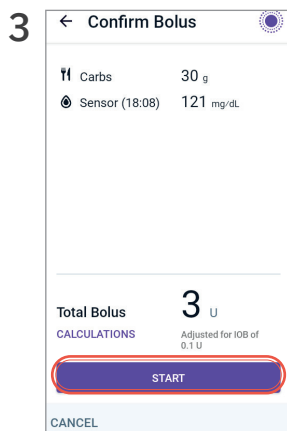 3
← Confirm Bolus
Carbs 30 g
Sensor (18:08) 121 mg/dL
Total Bolus 3 U
CALCULATIONS Adjusted for IOB of
0.1 U
START
CANCEL